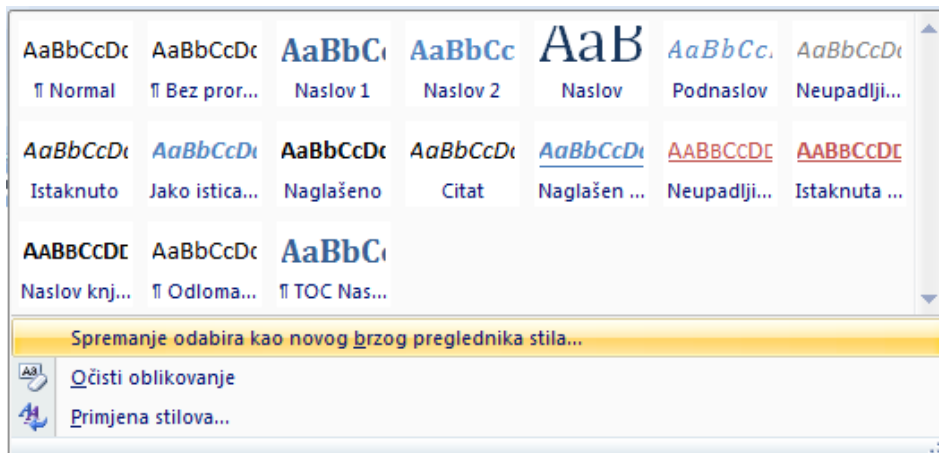 AaBbCcDc AaBbCcDc AaBbC AaBbCc AaB AaBbCc. AaBbCcDc
¶ Normal ¶ Bez pror... Naslov 1 Naslov 2 Naslov Podnaslov Neupadlji...
AaBbCcDc AaBbCcDc AaBbCcDc AaBbCcDc AaBbCcDc AABBCCDE AABBCCDE
Istaknuto Jako istica... Naglašeno Citat Naglašen ... Neupadlji... Istaknuta ...
AABBCCDE AaBbCcDc AaBbC
Naslov knj... ¶ Odloma... ¶ TOC Nas...
Spremanje odabira kao novog brzog preglednika stila...
Očisti oblikovanje
Primjena stilova...